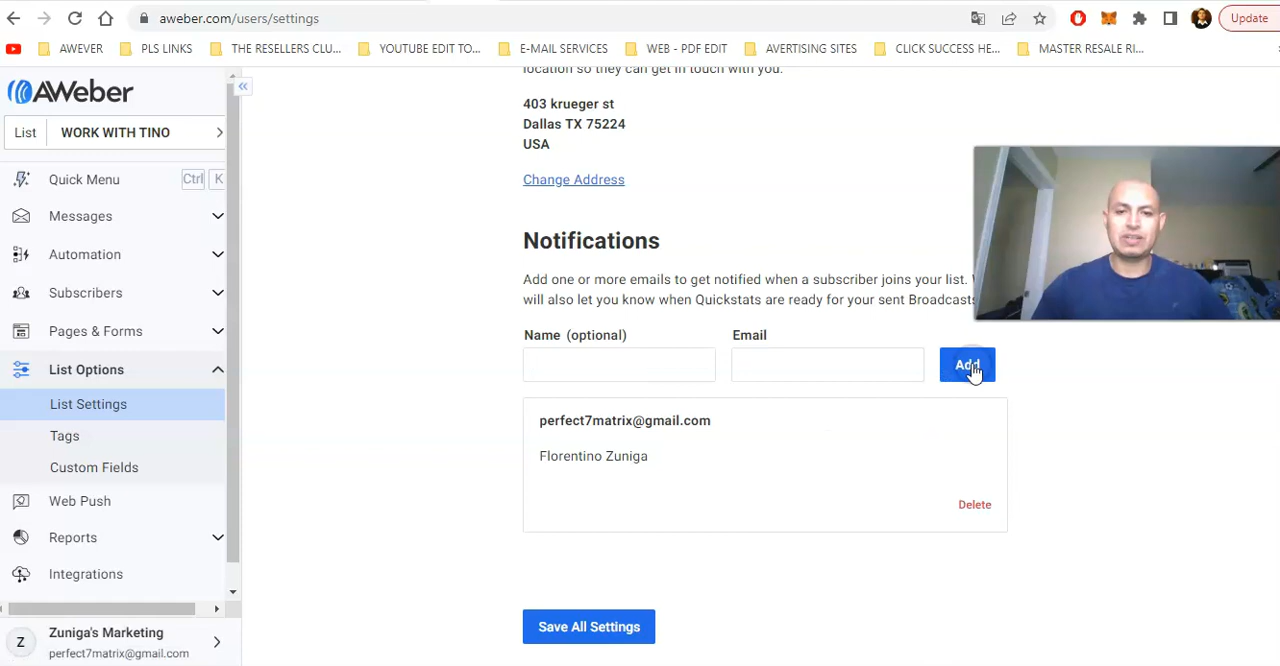 aweber.com/users/settings
Update
AWEVER
PLS LINKS
THE RESELLERS CLU...
YOUTUBE EDIT TO...
E-MAIL SERVICES
WEB - PDF EDIT
AVERTISING SITES
CLICK SUCCESS HE...
MASTER RESALE RI...
AWeber
List
WORK WITH TINO
Quick Menu
Ctrl
K
Messages
Automation
Subscribers
Pages & Forms
List Options
List Settings
Tags
Custom Fields
Web Push
Reports
Integrations
Z
Zuniga's Marketing
perfect7matrix@gmail.com
location so they can get in touch with you.
403 krueger st
Dallas TX 75224
USA
Change Address
Notifications
Add one or more emails to get notified when a subscriber joins your list.
will also let you know when Quickstats are ready for your sent Broadcasts
Name (optional)
Email
Add
perfect7matrix@gmail.com
Florentino Zuniga
Delete
Save All Settings